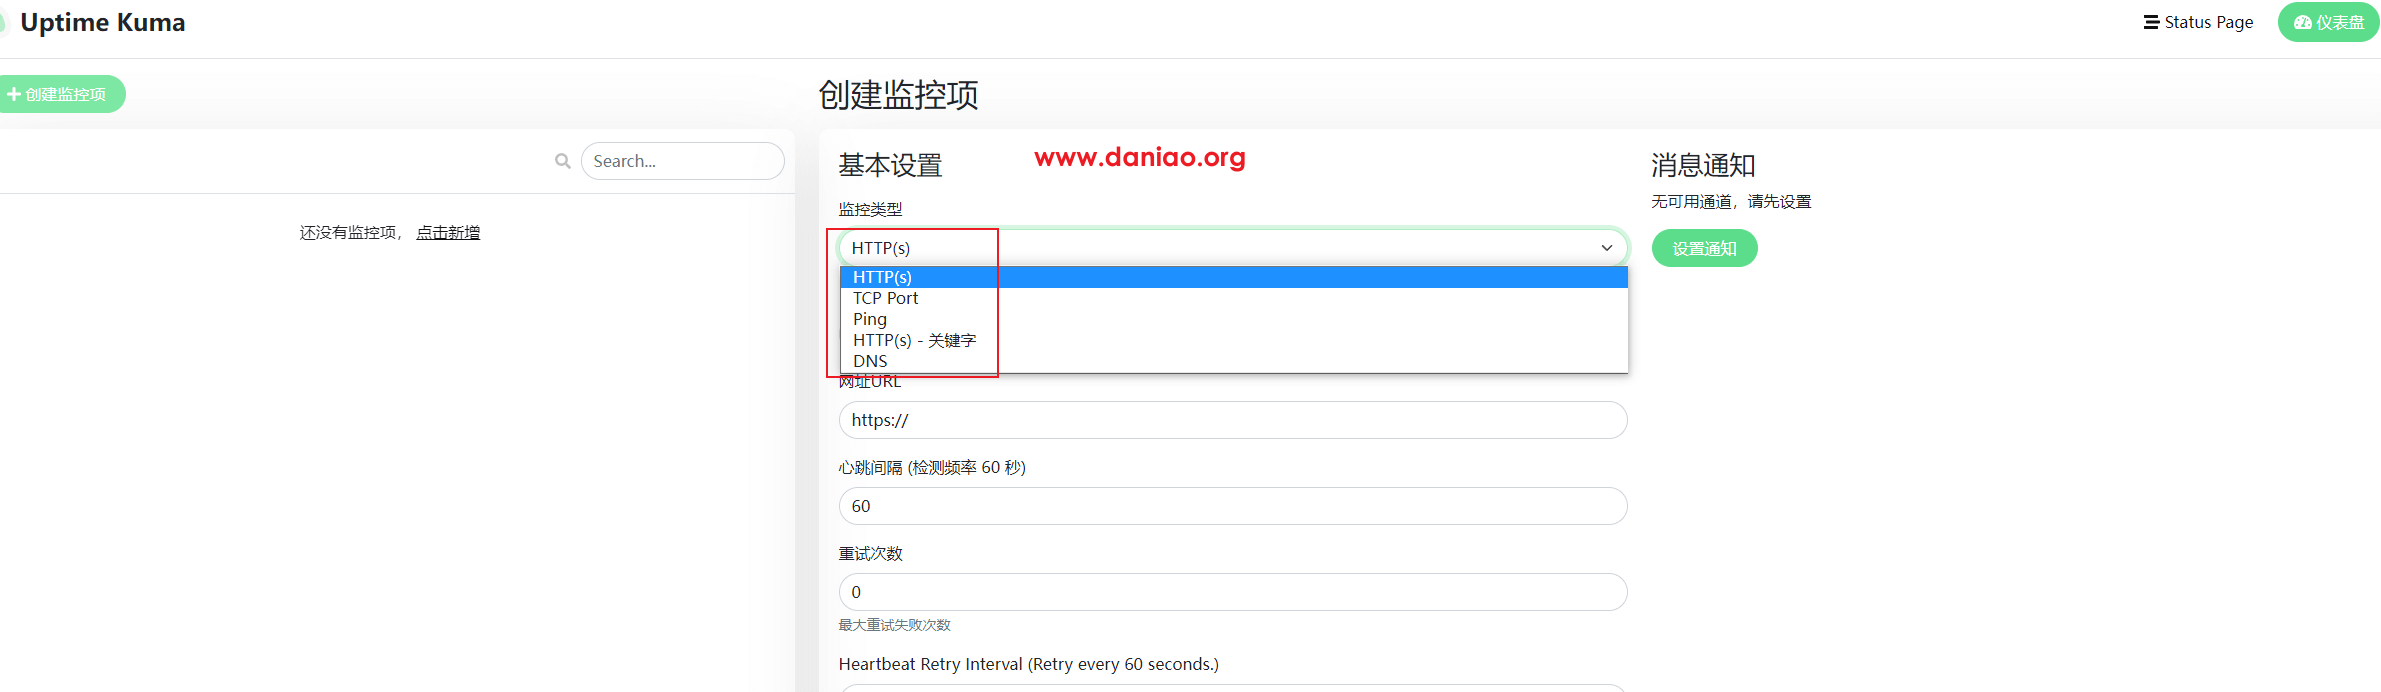 Uptime Kuma
Status Page
仪表盘
创建监控项
Search...
还没有监控项， 点击新增
创建监控项
基本设置
www.daniao.org
监控类型
HTTP(s)
HTTP(s)
TCP Port
Ping
HTTP(s) - 关键字
DNS
网址URL
https://
心跳间隔 (检测频率 60 秒)
60
重试次数
0
最大重试失败次数
Heartbeat Retry Interval (Retry every 60 seconds.)
消息通知
无可用通道，请先设置
设置通知